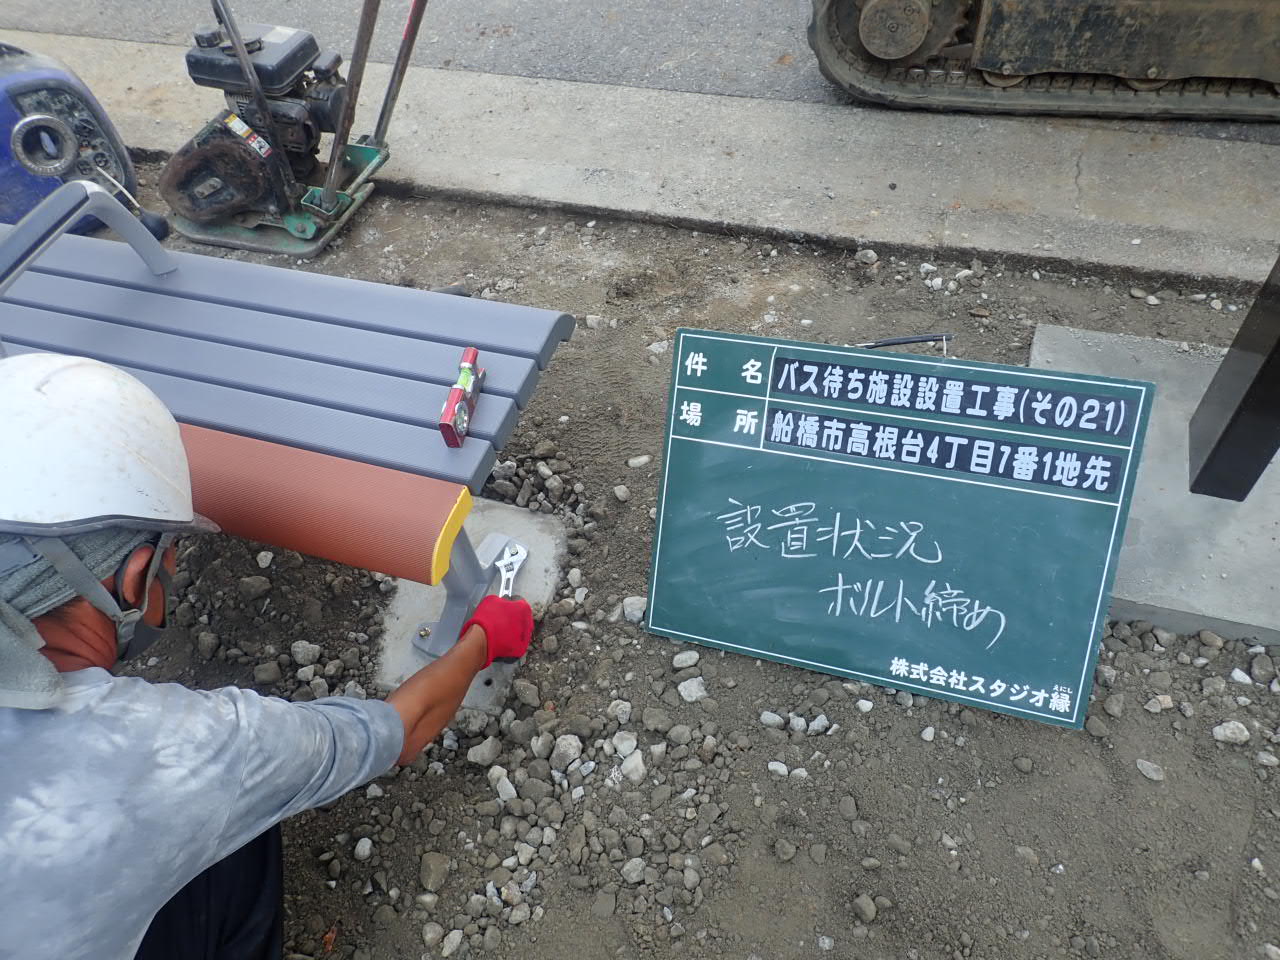 件名 バス待ち施設設置工事(その21)
場所 船橋市高根台4丁目7番1地先
設置状況
ボルト締め
株式会社スタジオ縁
えにし